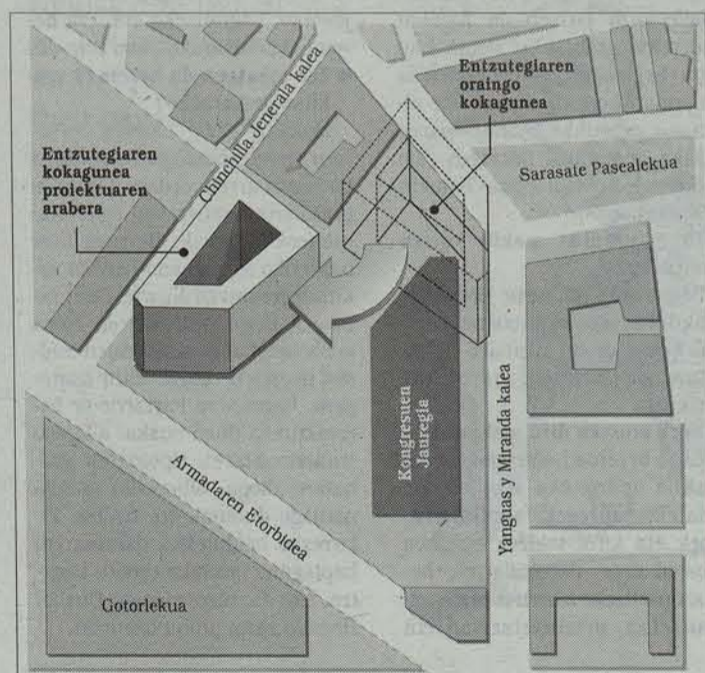 Entzutegiaren
oraingo
kokagunea
Chinchilla Jenerala kalea
Entzutegiaren
kokagunea
proiektuaren
arabera
Sarasate Pasealekua
Kongresuen
Jauregia
Yanguas y Miranda kalea
Armadaren Etorbidea
Gotorlekua